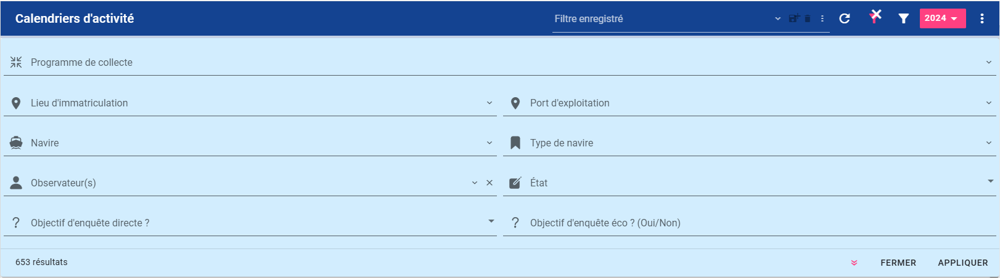 Calendriers d'activité
Filtre enregistré
2024
Programme de collecte
Lieu d'immatriculation
Port d'exploitation
Navire
Type de navire
Observateur(s)
État
Objectif d'enquête directe ?
Objectif d'enquête éco ? (Oui/Non)
653 résultats
FERMER
APPLIQUER